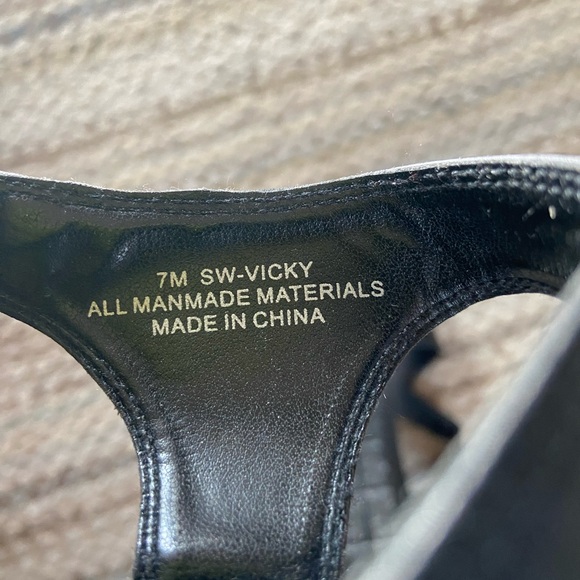 7M SW-VICKY
ALL MANMADE MATERIALS
MADE IN CHINA